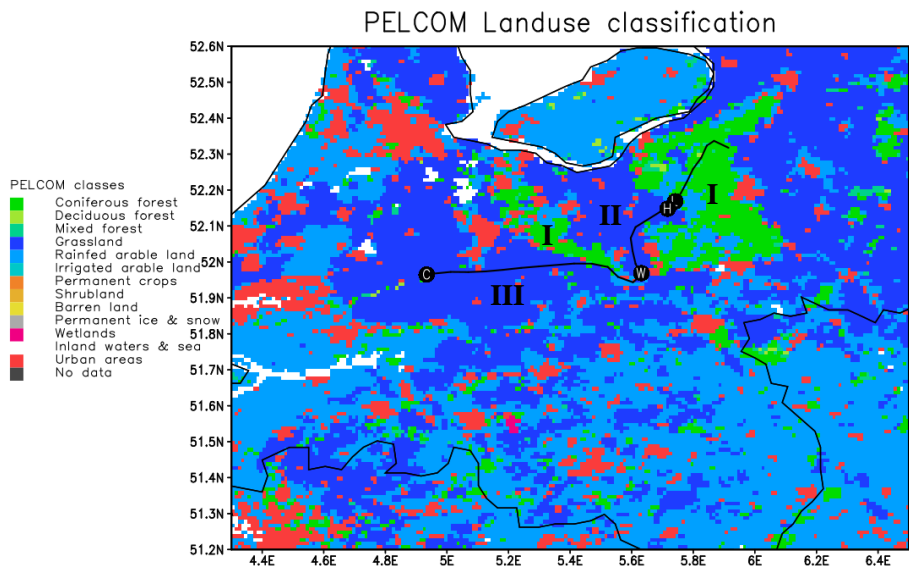 PELCOM Landuse classification
52.6N
52.5N
52.4N
52.3N
52.2N
52.1N
52N
51.9N
51.8N
51.7N
51.6N
51.5N
51.4N
51.3N
51.2N
PELCOM classes
Coniferous forest
Deciduous forest
Mixed forest
Grassland
Rainfed arable land
Irrigated arable land
Permanent crops
Shrubland
Barren land
Permanent ice & snow
Wetlands
Inland waters & sea
Urban areas
No data
I
L
H
II
I
C
W
III
4.4E 4.6E 4.8E 5E 5.2E 5.4E 5.6E 5.8E 6E 6.2E 6.4E